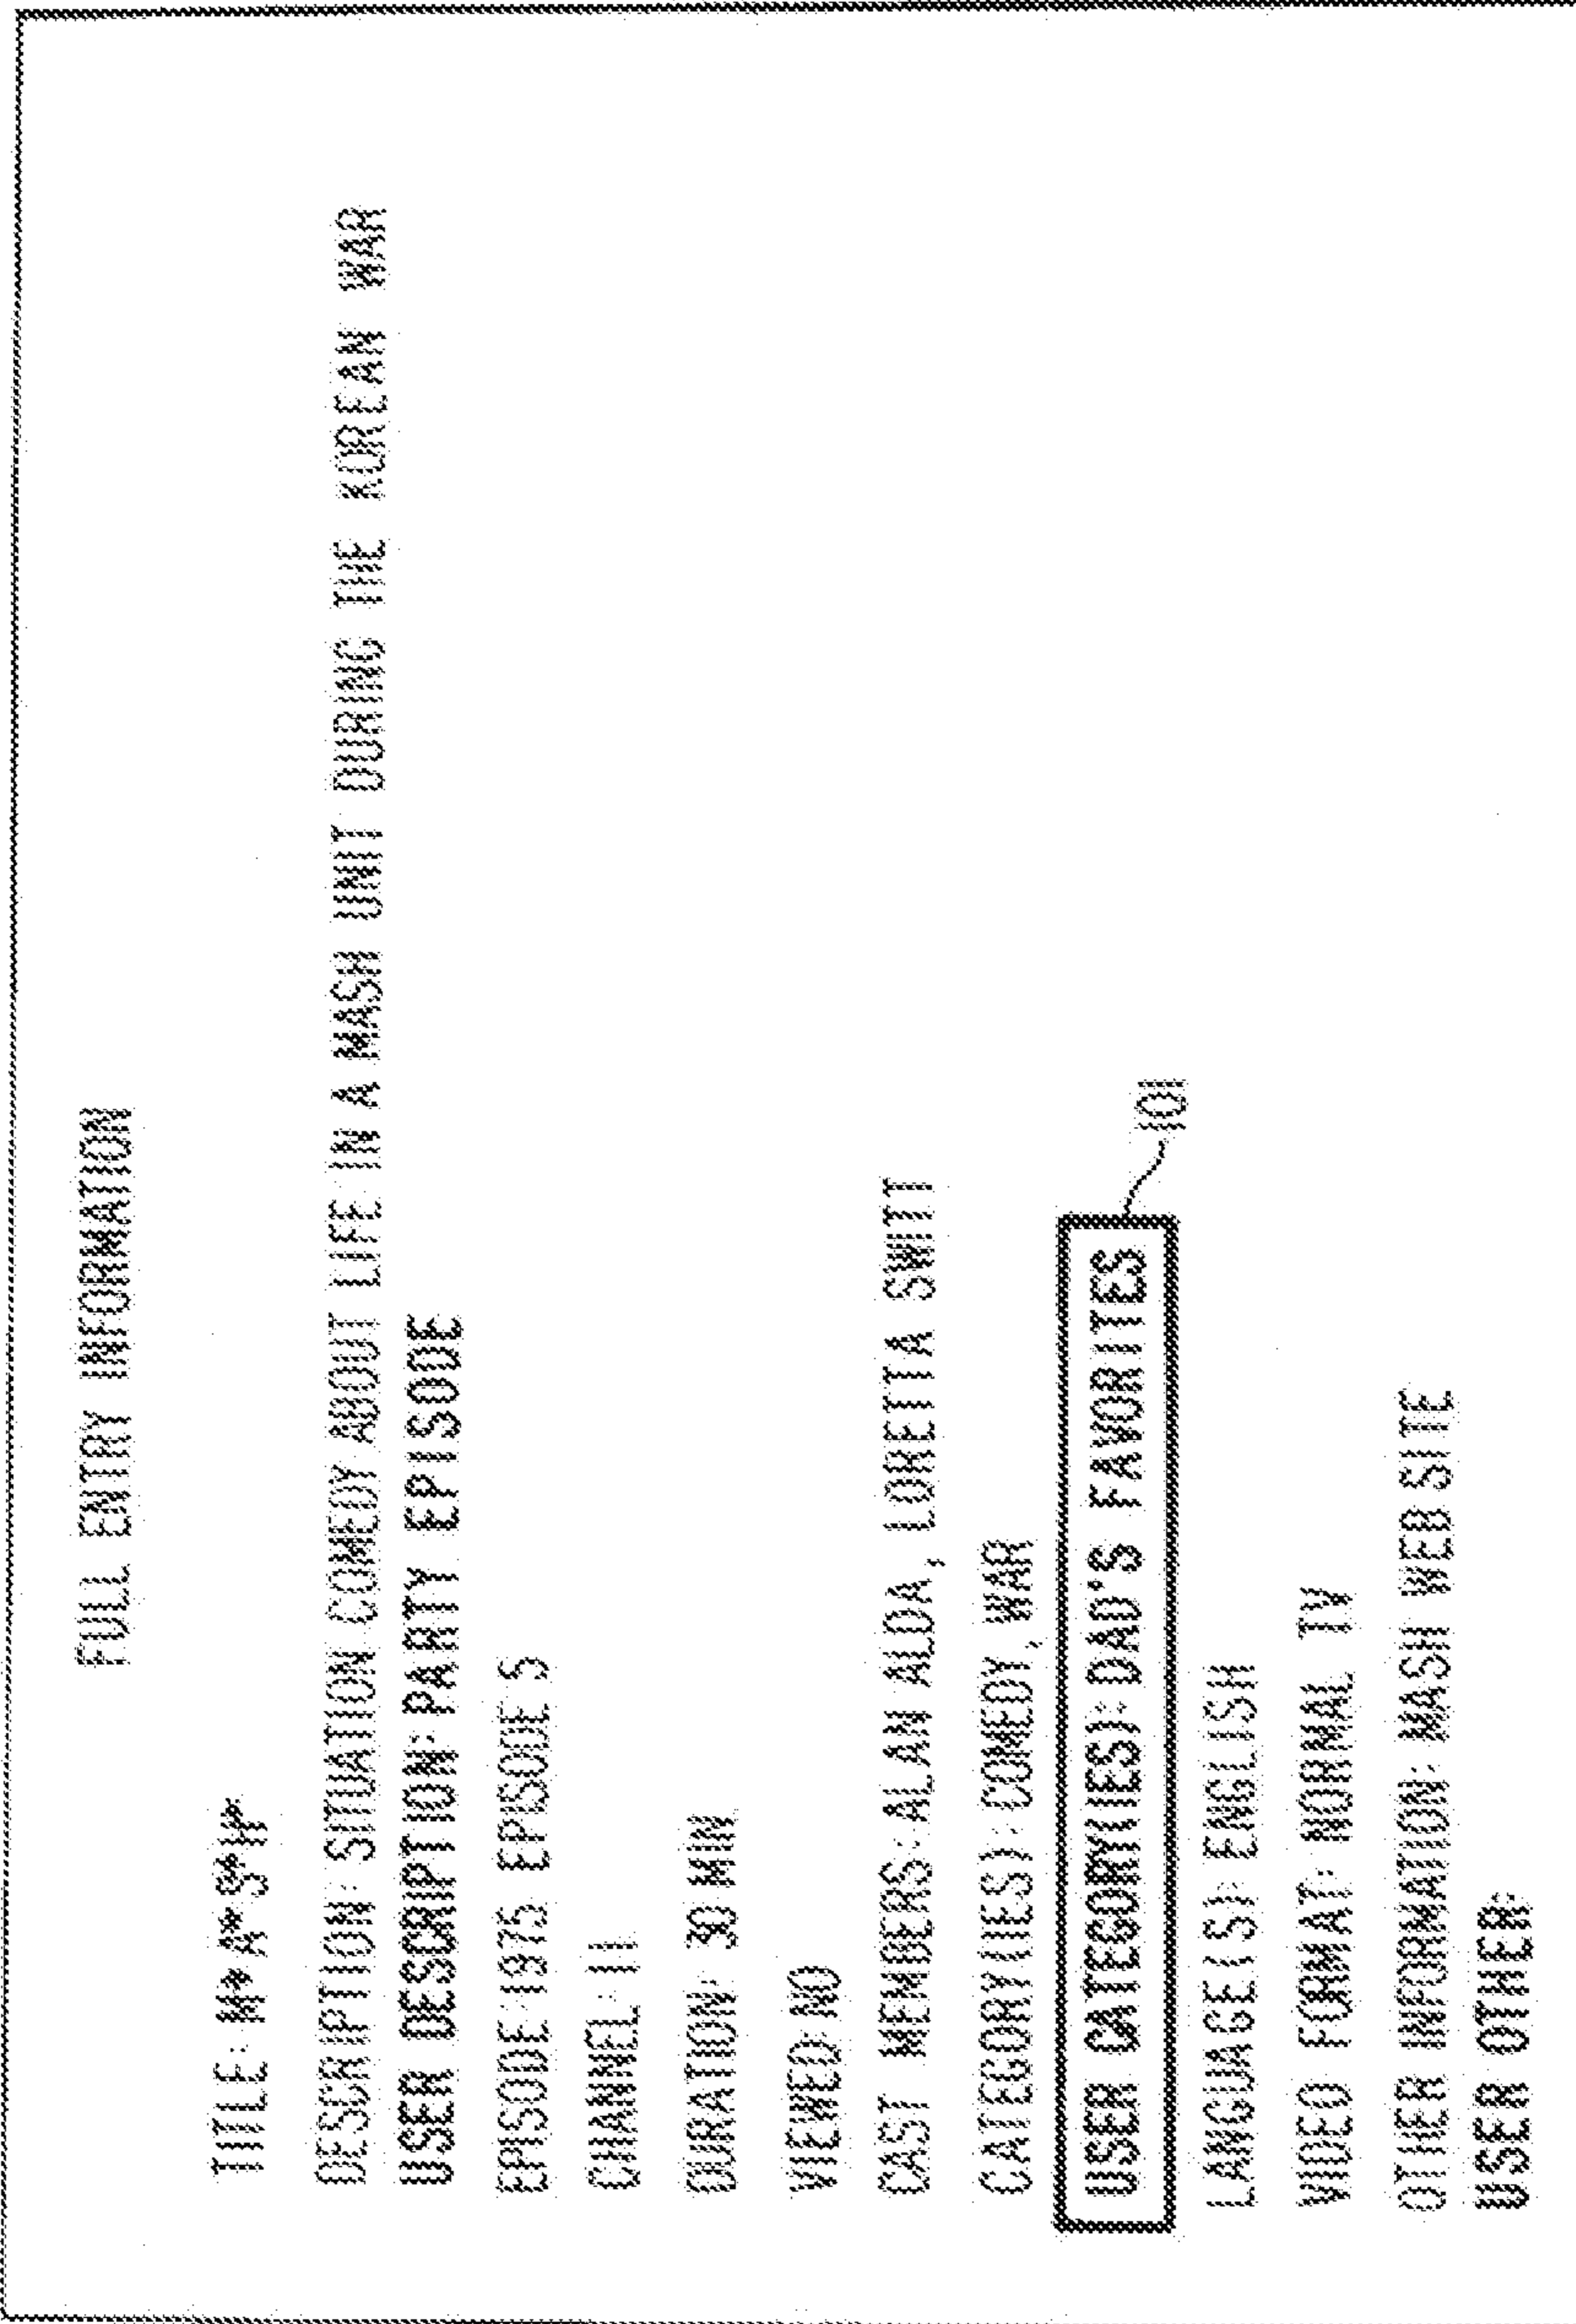 FULL ENTRY INFORMATION
TITLE: M*A*S*H*
DESCRIPTION: SITUATION COMEDY ABOUT LIFE IN A MASH UNIT DURING THE KOREAN WAR
USER DESCRIPTION: PARTY EPISODE
EPISODE: 1975 EPISODE 5
CHANNEL: 11
DURATION: 30 MIN
VIEWED: NO
CAST MEMBERS: ALAN ALDA, LORETTA SWITT
CATEGORY(IES): COMEDY, WAR
USER CATEGORY(IES): DAD'S FAVORITES
101
LANGUAGE(S): ENGLISH
VIDEO FORMAT: NORMAL TV
OTHER INFORMATION: MASH WEB SITE
USER OTHER: